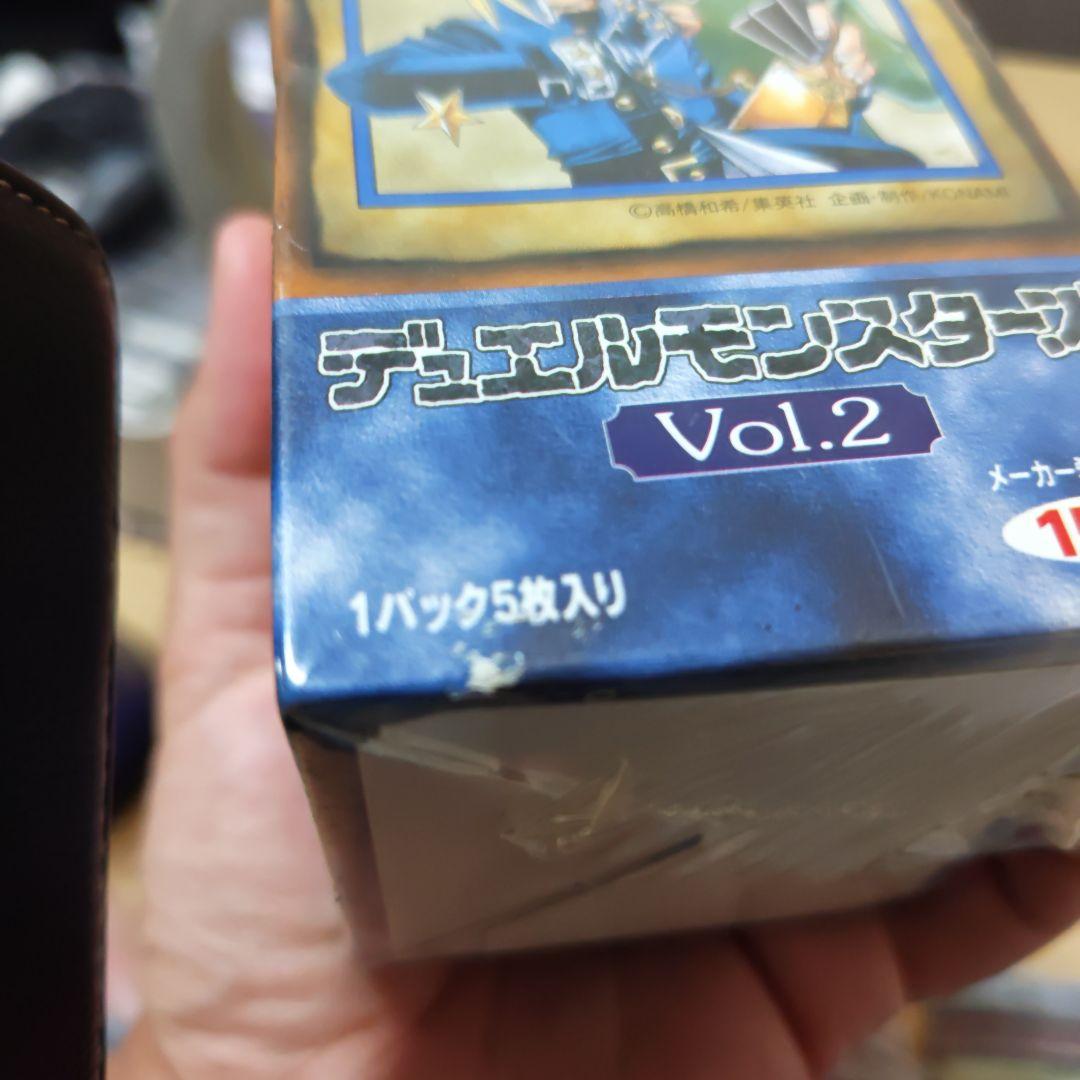 ©高橋和希/集英社 企画・制作/KONAMI
デュエルモンスターズ
Vol.2
メーカー
1パック5枚入り